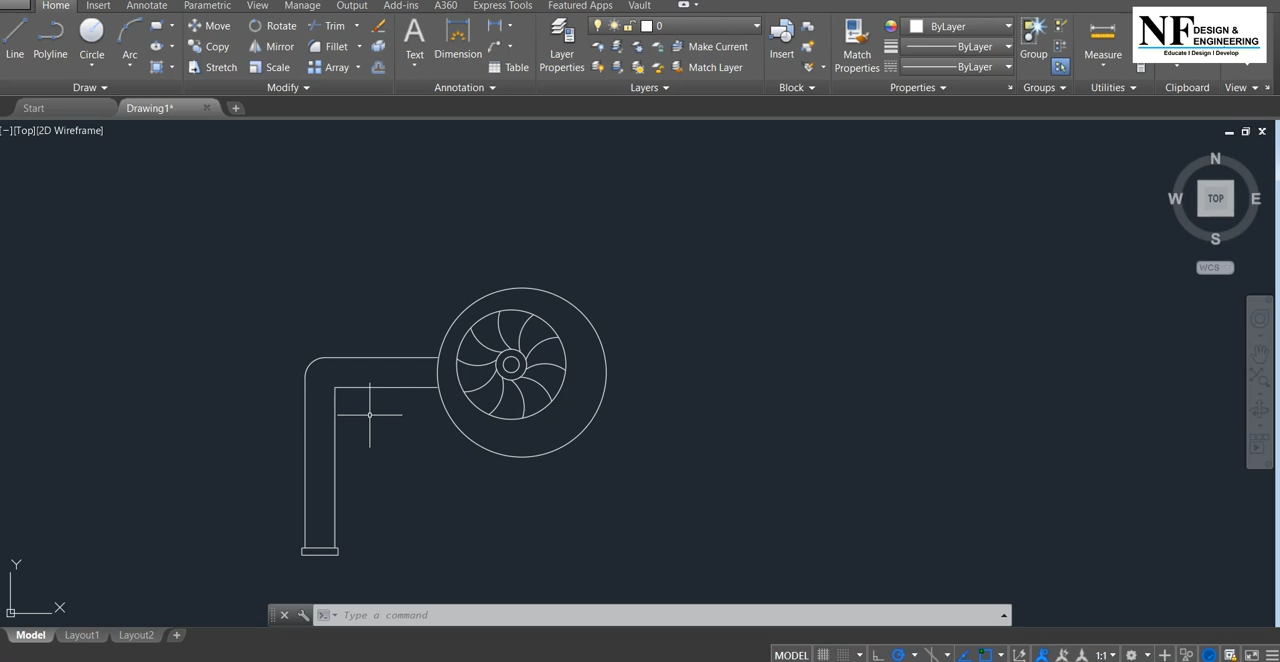 Home Insert Annotate Parametric View Manage Output Add-ins A360 Express Tools Featured Apps Vault
Line Polyline Circle Arc
Move Rotate Trim
Copy Mirror Fillet
Stretch Scale Array
Text Dimension Table
Layer Properties
0
Make Current
Match Layer
Insert
Match Properties
ByLayer
ByLayer
ByLayer
Group
Measure
NF DESIGN & ENGINEERING
Educate I Design I Develop
Draw Modify Annotation Layers Block Properties Groups Utilities Clipboard View
Start Drawing1*
[−][Top][2D Wireframe]
N
W TOP E
S
WCS
Y
X
Type a command
Model Layout1 Layout2
MODEL 1:1